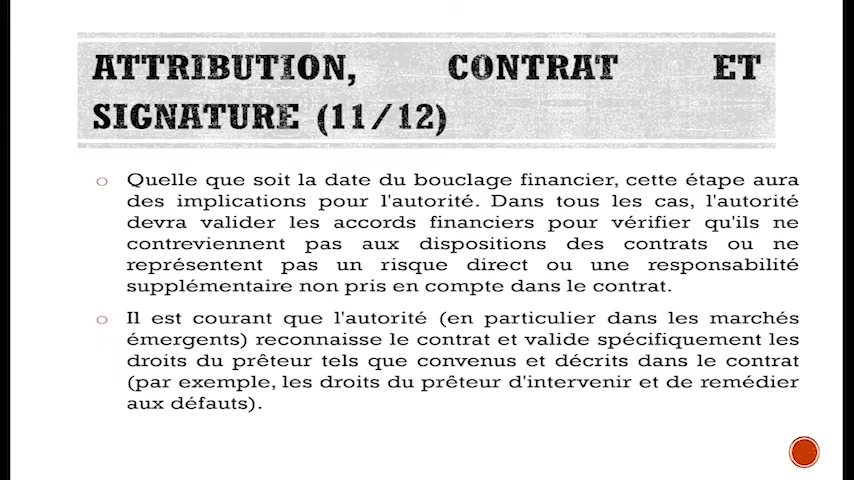 ATTRIBUTION, CONTRAT ET
SIGNATURE (11/12)
o Quelle que soit la date du bouclage financier, cette étape aura
des implications pour l'autorité. Dans tous les cas, l'autorité
devra valider les accords financiers pour vérifier qu'ils ne
contreviennent pas aux dispositions des contrats ou ne
représentent pas un risque direct ou une responsabilité
supplémentaire non pris en compte dans le contrat.
o Il est courant que l'autorité (en particulier dans les marchés
émergents) reconnaisse le contrat et valide spécifiquement les
droits du prêteur tels que convenus et décrits dans le contrat
(par exemple, les droits du prêteur d'intervenir et de remédier
aux défauts).